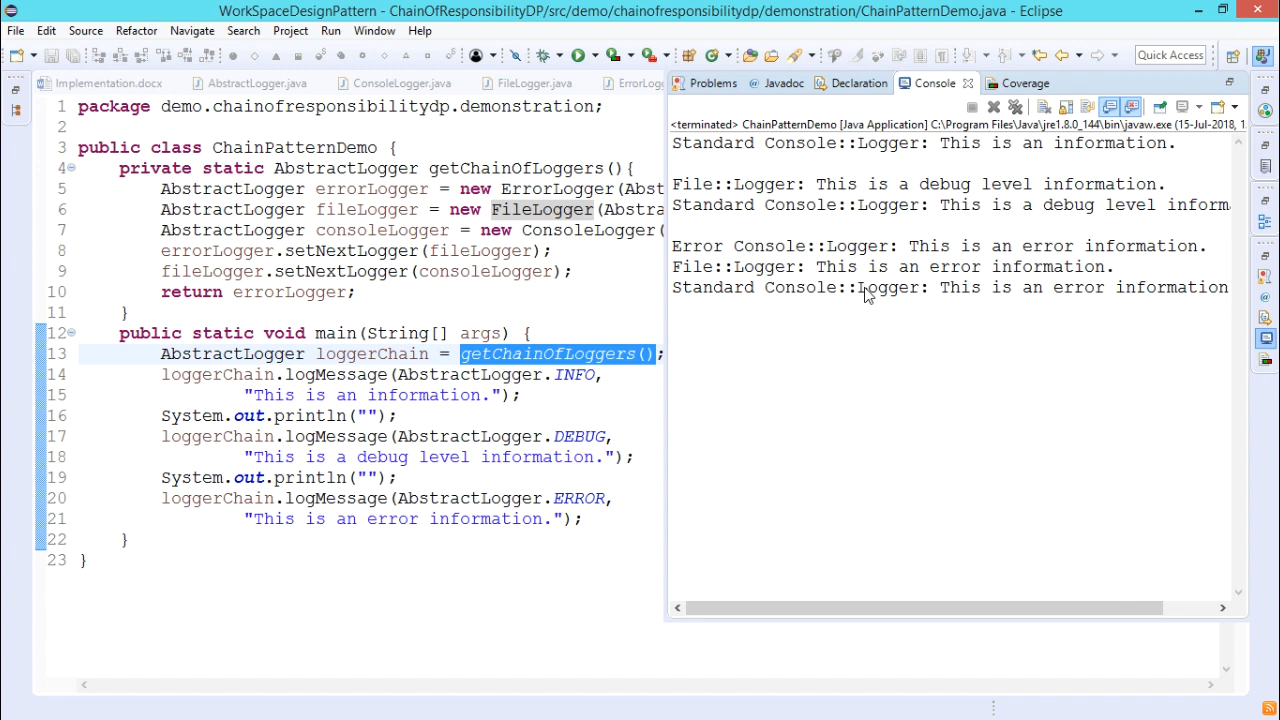 WorkSpaceDesignPattern - ChainOfResponsibilityDP/src/demo/chainofresponsibilitydp/demonstration/ChainPatternDemo.java - Eclipse
File Edit Source Refactor Navigate Search Project Run Window Help
Quick Access
Implementation.docx AbstractLogger.java ConsoleLogger.java FileLogger.java ErrorLog
1 package demo.chainofresponsibilitydp.demonstration;
2
3 public class ChainPatternDemo {
4 private static AbstractLogger getChainOfLoggers(){
5 AbstractLogger errorLogger = new ErrorLogger(Abst
6 AbstractLogger fileLogger = new FileLogger(Abstra
7 AbstractLogger consoleLogger = new ConsoleLogger(
8 errorLogger.setNextLogger(fileLogger);
9 fileLogger.setNextLogger(consoleLogger);
10 return errorLogger;
11 }
12 public static void main(String[] args) {
13 AbstractLogger loggerChain = getChainOfLoggers();
14 loggerChain.logMessage(AbstractLogger.INFO,
15 "This is an information.");
16 System.out.println("");
17 loggerChain.logMessage(AbstractLogger.DEBUG,
18 "This is a debug level information.");
19 System.out.println("");
20 loggerChain.logMessage(AbstractLogger.ERROR,
21 "This is an error information.");
22 }
23 }
Problems @ Javadoc Declaration Console Coverage
<terminated> ChainPatternDemo [Java Application] C:\Program Files\Java\jre1.8.0_144\bin\javaw.exe (15-Jul-2018, 1
Standard Console::Logger: This is an information.
File::Logger: This is a debug level information.
Standard Console::Logger: This is a debug level inform
Error Console::Logger: This is an error information.
File::Logger: This is an error information.
Standard Console::Logger: This is an error information